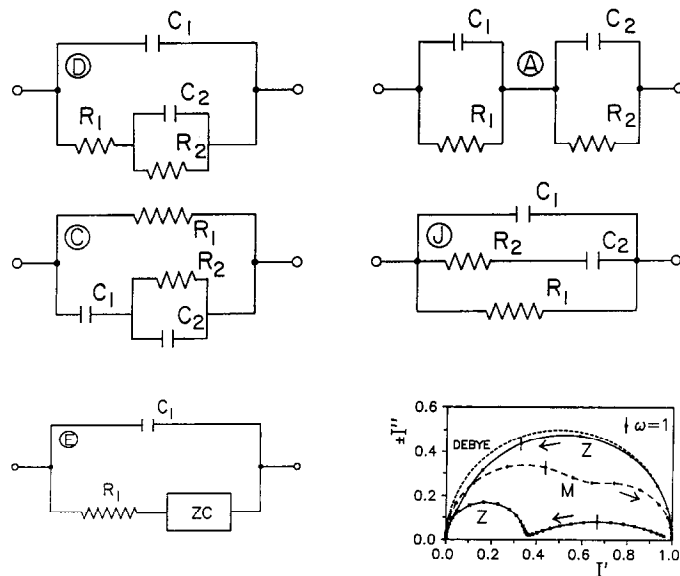 C₁
D
C₂
R₁
R₂
C₁
C₂
A
R₁
R₂
C
R₁
R₂
C₁
C₂
C₁
J
R₂
C₂
R₁
C₁
E
R₁
ZC
0.6
0.4
0.2
0.0
±I″
DEBYE
↓ ω=1
Z
M
Z
0.0 0.2 0.4 0.6 0.8 1.0
I′